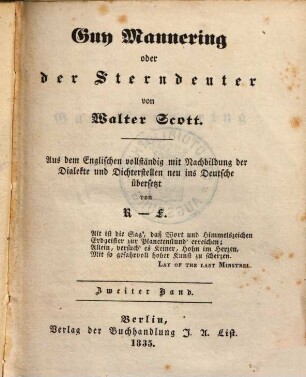 Guy Mannering
oder
der Sterndeuter
von
Walter Scott.
Aus dem Englischen vollständig mit Nachbildung der
Dialekte und Dichterstellen neu ins Deutsche
übersetzt
von
R — k.
Alt ist die Sag', daß Wort und Himmelszeichen
Erdgeister zur Planetenstund' erreichen;
Allein, versuch' es Keiner, Hohn im Herzen,
Mit so gefahrvoll hoher Kunst zu scherzen.
LAY OF THE LAST MINSTREL
Zweiter Band.
Berlin,
Verlag der Buchhandlung J. A. List.
1835.